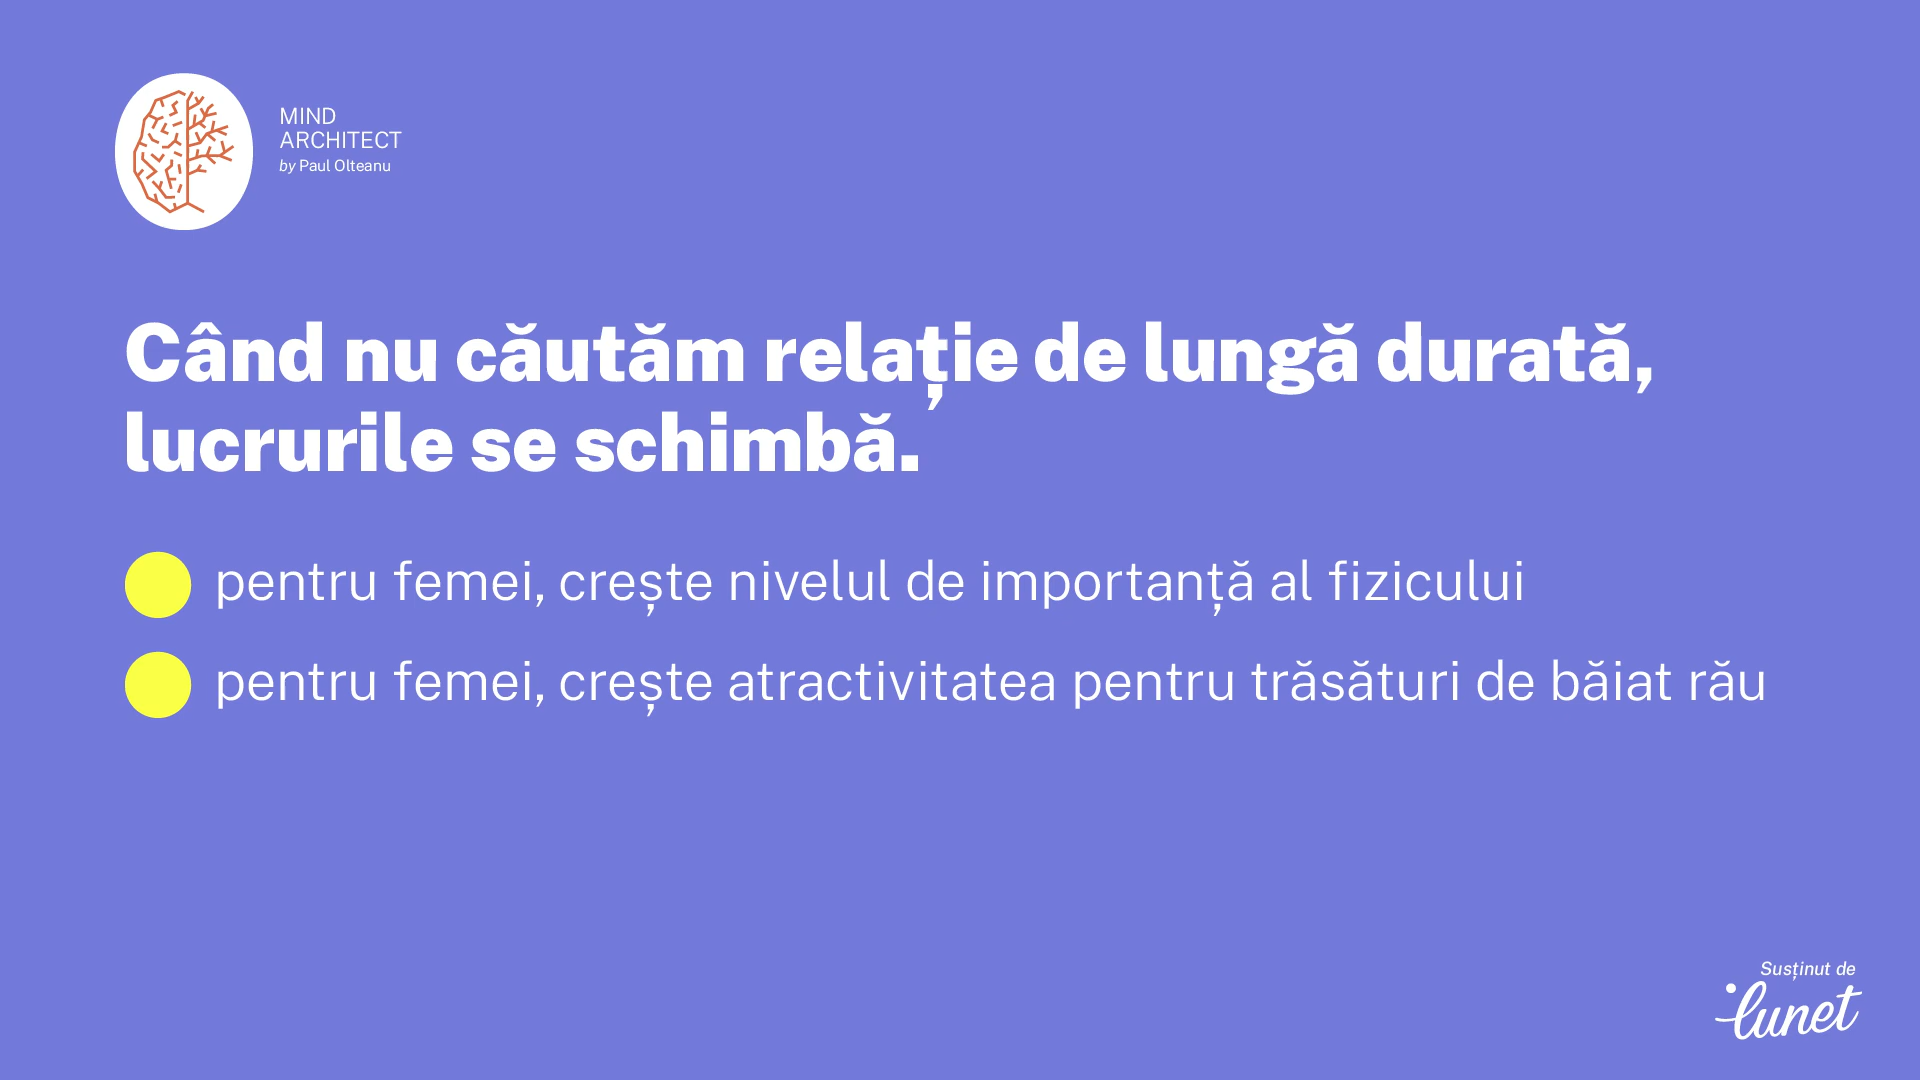 MIND
ARCHITECT
by Paul Olteanu
Când nu căutăm relație de lungă durată,
lucrurile se schimbă.
pentru femei, crește nivelul de importanță al fizicului
pentru femei, crește atractivitatea pentru trăsături de băiat rău
Susținut de
lunet